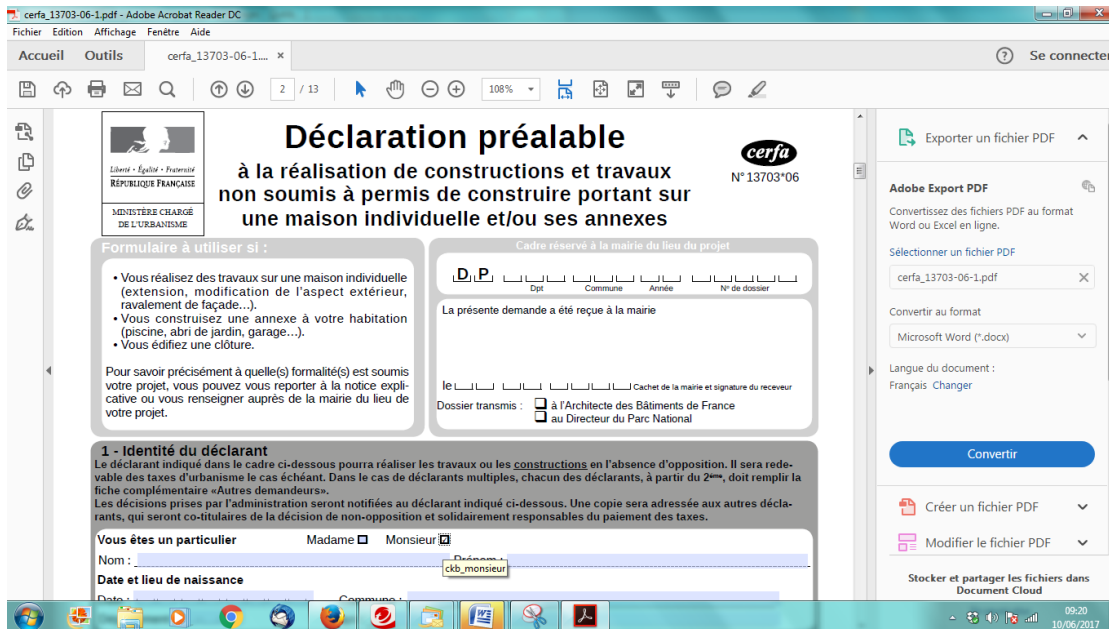 cerfa_13703-06-1.pdf - Adobe Acrobat Reader DC
Fichier Edition Affichage Fenêtre Aide
Accueil Outils cerfa_13703-06-1.... × Se connecter
2 / 13 108%
Liberté • Égalité • Fraternité
RÉPUBLIQUE FRANÇAISE
MINISTÈRE CHARGÉ
DE L'URBANISME
Déclaration préalable
à la réalisation de constructions et travaux
non soumis à permis de construire portant sur
une maison individuelle et/ou ses annexes
cerfa
N° 13703*06
Formulaire à utiliser si :
• Vous réalisez des travaux sur une maison individuelle
(extension, modification de l'aspect extérieur,
ravalement de façade...).
• Vous construisez une annexe à votre habitation
(piscine, abri de jardin, garage...).
• Vous édifiez une clôture.
Pour savoir précisément à quelle(s) formalité(s) est soumis
votre projet, vous pouvez vous reporter à la notice expli-
cative ou vous renseigner auprès de la mairie du lieu de
votre projet.
Cadre réservé à la mairie du lieu du projet
D P
Dpt Commune Année N° de dossier
La présente demande a été reçue à la mairie
le Cachet de la mairie et signature du receveur
Dossier transmis : à l'Architecte des Bâtiments de France
au Directeur du Parc National
1 - Identité du déclarant
Le déclarant indiqué dans le cadre ci-dessous pourra réaliser les travaux ou les constructions en l'absence d'opposition. Il sera rede-
vable des taxes d'urbanisme le cas échéant. Dans le cas de déclarants multiples, chacun des déclarants, à partir du 2ème, doit remplir la
fiche complémentaire «Autres demandeurs».
Les décisions prises par l'administration seront notifiées au déclarant indiqué ci-dessous. Une copie sera adressée aux autres décla-
rants, qui seront co-titulaires de la décision de non-opposition et solidairement responsables du paiement des taxes.
Vous êtes un particulier Madame Monsieur
Nom : Prénom :
ckb_monsieur
Date et lieu de naissance
Date : Commune :
Exporter un fichier PDF
Adobe Export PDF
Convertissez des fichiers PDF au format
Word ou Excel en ligne.
Sélectionner un fichier PDF
cerfa_13703-06-1.pdf
Convertir au format
Microsoft Word (*.docx)
Langue du document :
Français Changer
Convertir
Créer un fichier PDF
Modifier le fichier PDF
Stocker et partager les fichiers dans
Document Cloud
09:20
10/06/2017